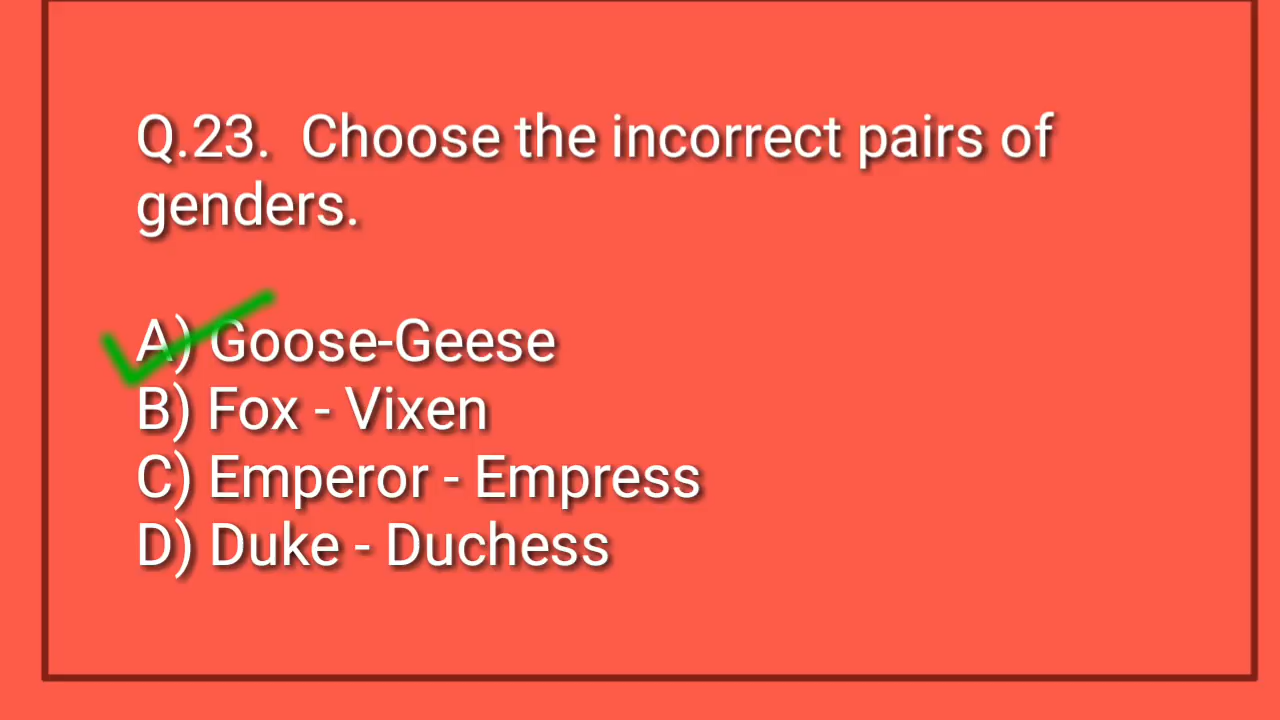 Q.23. Choose the incorrect pairs of
genders.
A) Goose-Geese
B) Fox - Vixen
C) Emperor - Empress
D) Duke - Duchess